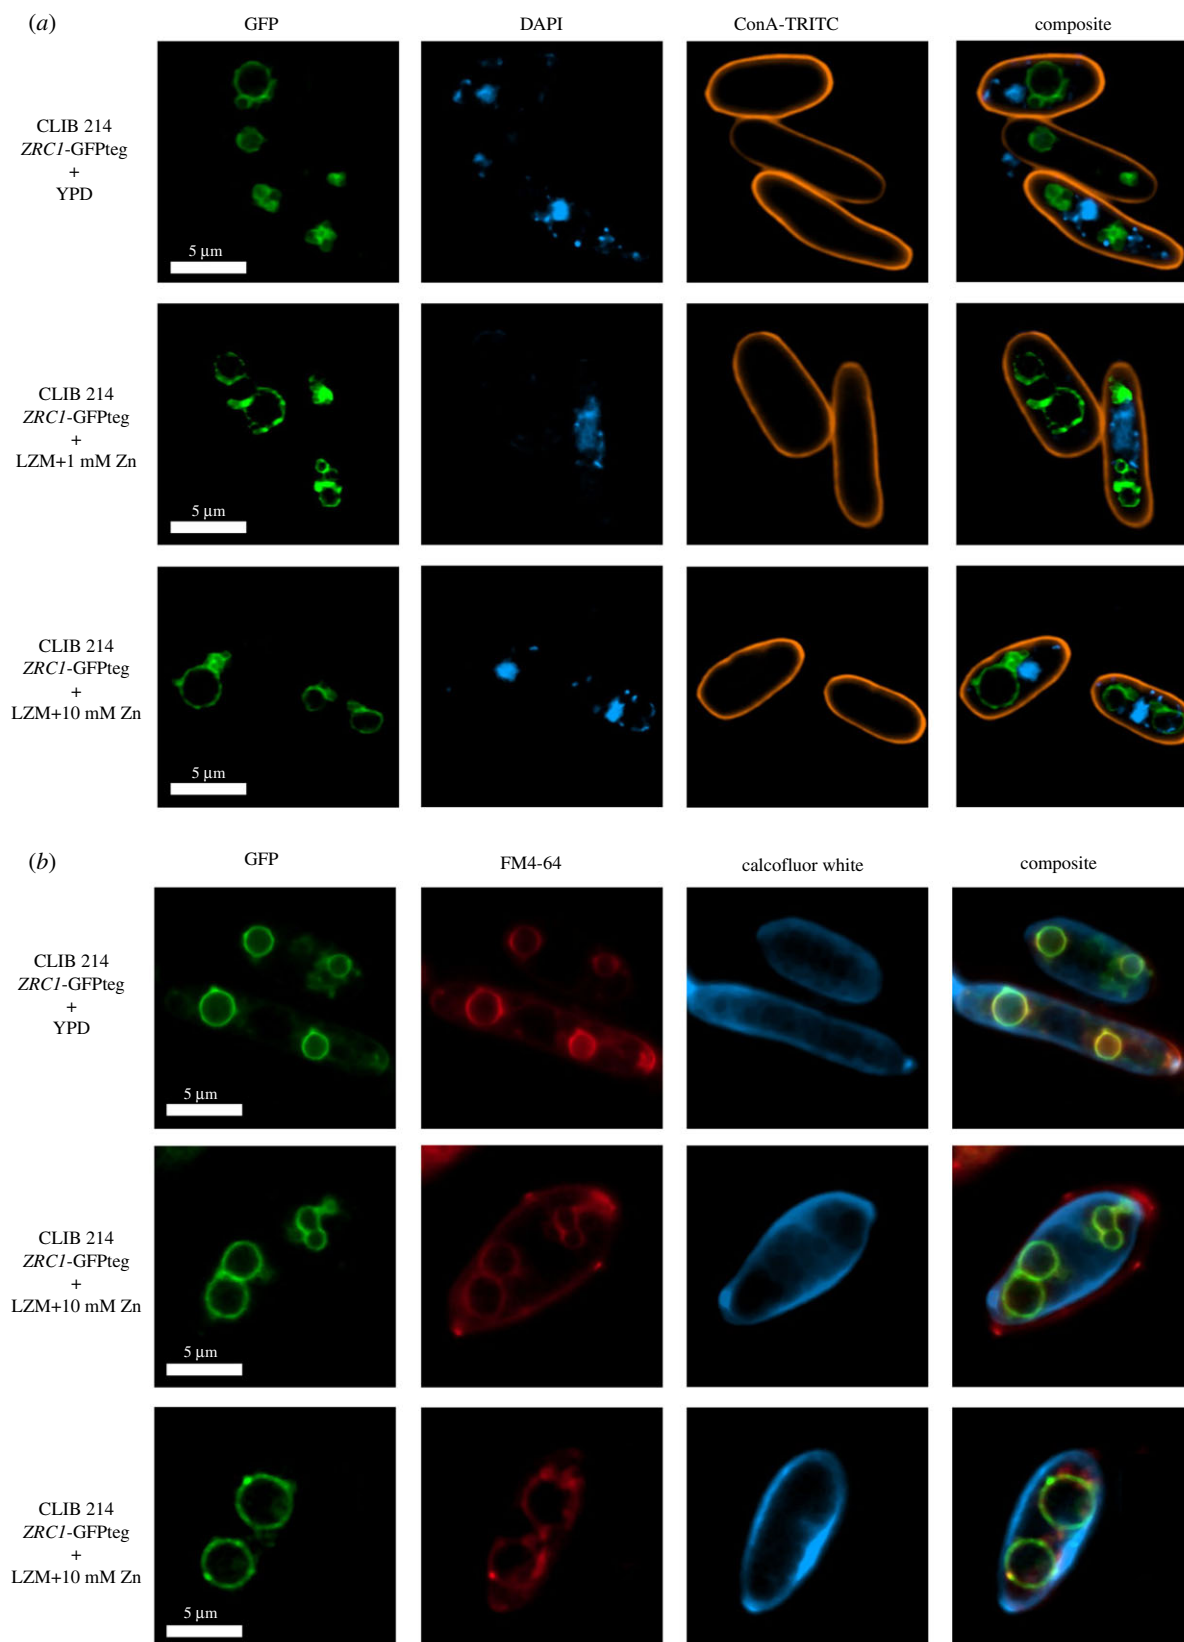 (a)
GFP DAPI ConA-TRITC composite
CLIB 214
ZRC1-GFPteg
+
YPD
5 µm
CLIB 214
ZRC1-GFPteg
+
LZM+1 mM Zn
5 µm
CLIB 214
ZRC1-GFPteg
+
LZM+10 mM Zn
5 µm
(b)
GFP FM4-64 calcofluor white composite
CLIB 214
ZRC1-GFPteg
+
YPD
5 µm
CLIB 214
ZRC1-GFPteg
+
LZM+10 mM Zn
5 µm
CLIB 214
ZRC1-GFPteg
+
LZM+10 mM Zn
5 µm